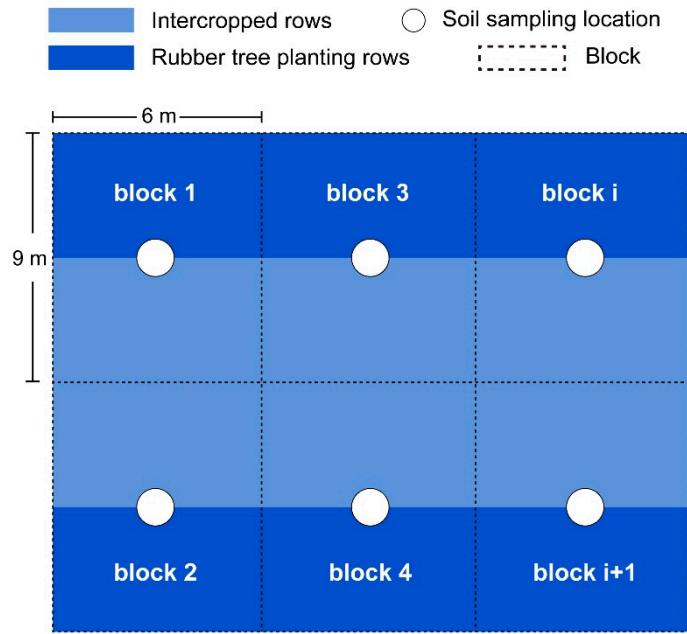 Intercropped rows
Soil sampling location
Rubber tree planting rows
Block
6 m
9 m
block 1
block 3
block i
block 2
block 4
block i+1